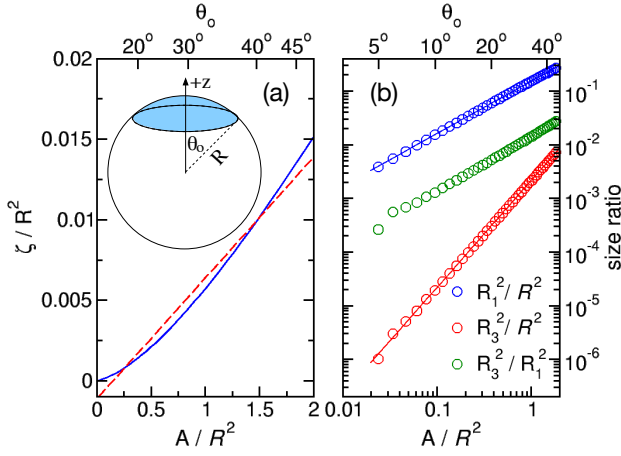 θₒ
θₒ
20° 30° 40° 45°
5° 10° 20° 40°
0.02
0.015
0.01
0.005
0
ζ / R²
(a)
+z
θₒ
R
0 0.5 1 1.5 2
A / R²
(b)
10⁻¹
10⁻²
10⁻³
10⁻⁴
10⁻⁵
10⁻⁶
size ratio
R₁² / R²
R₃² / R²
R₃² / R₁²
0.01 0.1 1
A / R²